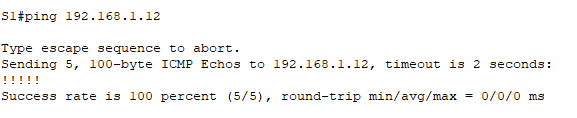 S1#ping 192.168.1.12
Type escape sequence to abort.
Sending 5, 100-byte ICMP Echos to 192.168.1.12, timeout is 2 seconds:
!!!!!
Success rate is 100 percent (5/5), round-trip min/avg/max = 0/0/0 ms